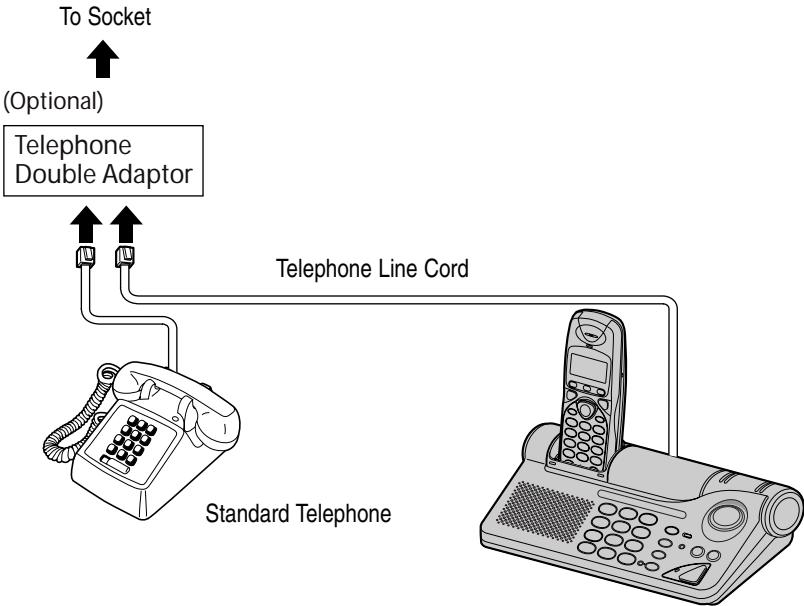 To Socket
(Optional)
Telephone
Double Adaptor
Telephone Line Cord
Standard Telephone